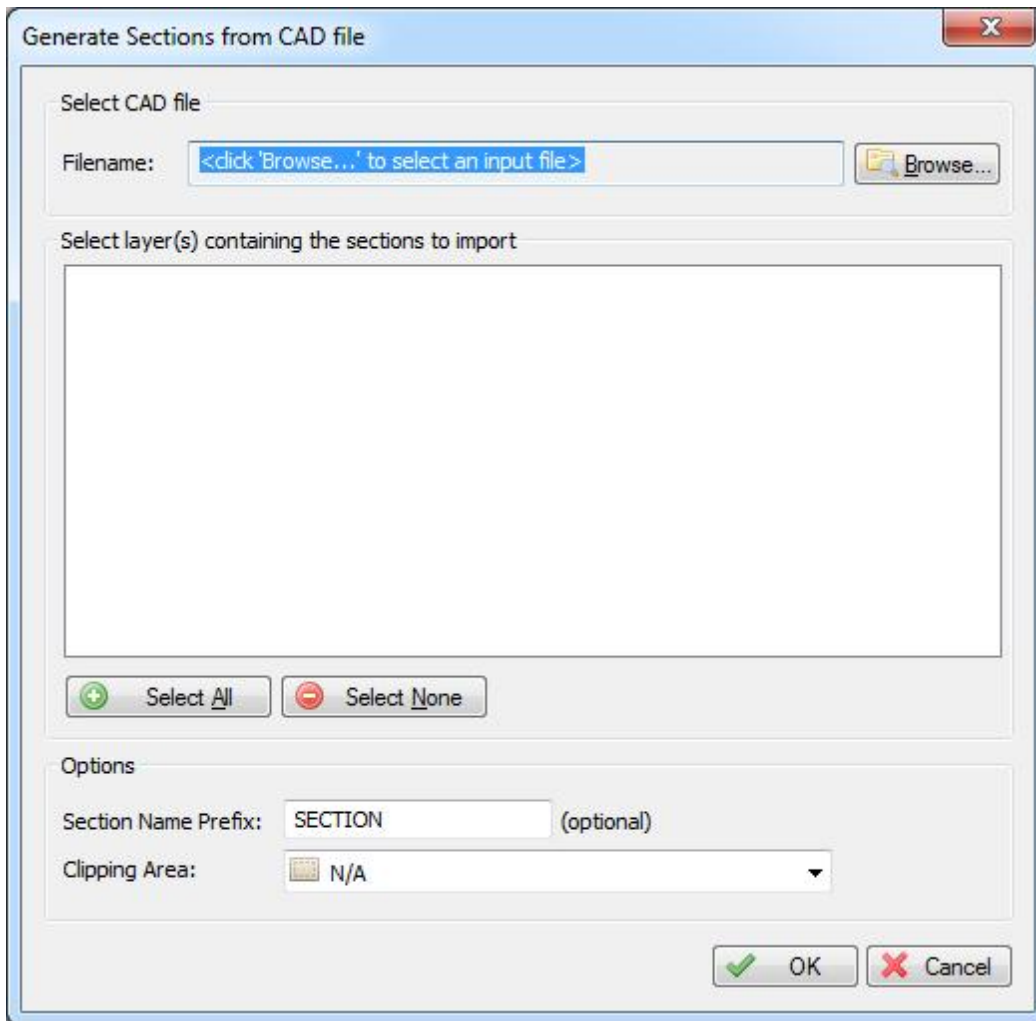 Generate Sections from CAD file
Select CAD file
Filename: <click 'Browse...' to select an input file> Browse...
Select layer(s) containing the sections to import
Select All Select None
Options
Section Name Prefix: SECTION (optional)
Clipping Area: N/A
OK Cancel